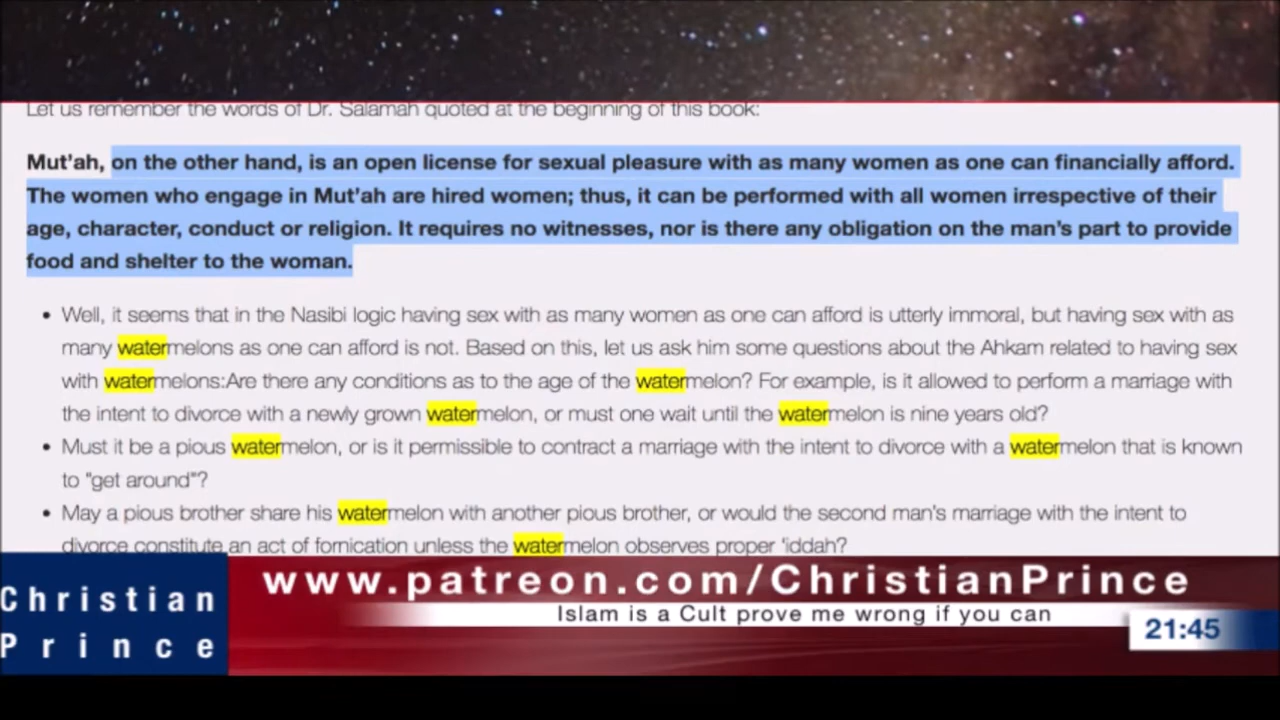 Let us remember the words of Dr. Salamah quoted at the beginning of this book:
Mut'ah, on the other hand, is an open license for sexual pleasure with as many women as one can financially afford.
The women who engage in Mut'ah are hired women; thus, it can be performed with all women irrespective of their
age, character, conduct or religion. It requires no witnesses, nor is there any obligation on the man's part to provide
food and shelter to the woman.
• Well, it seems that in the Nasibi logic having sex with as many women as one can afford is utterly immoral, but having sex with as
many watermelons as one can afford is not. Based on this, let us ask him some questions about the Ahkam related to having sex
with watermelons:Are there any conditions as to the age of the watermelon? For example, is it allowed to perform a marriage with
the intent to divorce with a newly grown watermelon, or must one wait until the watermelon is nine years old?
• Must it be a pious watermelon, or is it permissible to contract a marriage with the intent to divorce with a watermelon that is known
to "get around"?
• May a pious brother share his watermelon with another pious brother, or would the second man's marriage with the intent to
divorce constitute an act of fornication unless the watermelon observes proper 'iddah?
Christian
Prince
www.patreon.com/ChristianPrince
Islam is a Cult prove me wrong if you can
21:45